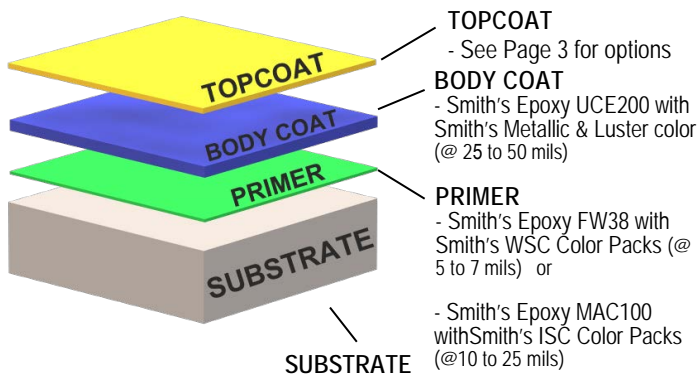 TOPCOAT
BODY COAT
PRIMER
SUBSTRATE
TOPCOAT
- See Page 3 for options
BODY COAT
- Smith's Epoxy UCE200 with
Smith's Metallic & Luster color
(@ 25 to 50 mils)
PRIMER
- Smith's Epoxy FW38 with
Smith's WSC Color Packs (@
5 to 7 mils) or
- Smith's Epoxy MAC100
withSmith's ISC Color Packs
(@10 to 25 mils)
SUBSTRATE